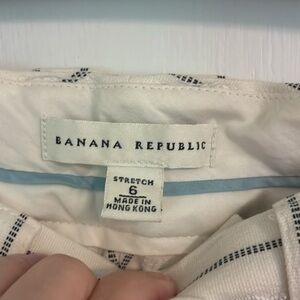 BANANA REPUBLIC
STRETCH
6
MADE IN
HONG KONG